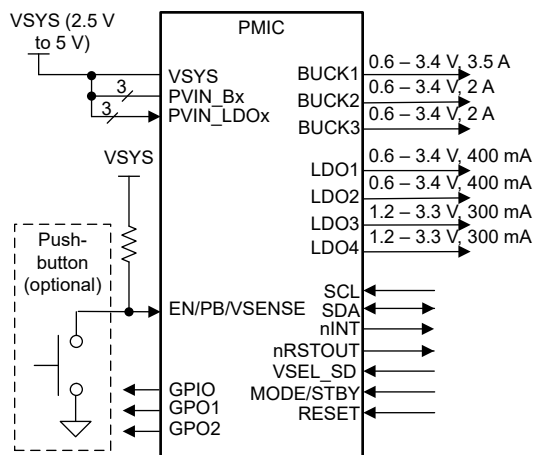 VSYS (2.5 V
to 5 V)
PMIC
VSYS
3
PVIN_Bx
3
PVIN_LDOx
BUCK1
0.6 – 3.4 V, 3.5 A
BUCK2
0.6 – 3.4 V, 2 A
BUCK3
0.6 – 3.4 V, 2 A
LDO1
0.6 – 3.4 V, 400 mA
LDO2
0.6 – 3.4 V, 400 mA
LDO3
1.2 – 3.3 V, 300 mA
LDO4
1.2 – 3.3 V, 300 mA
VSYS
Push-
button
(optional)
EN/PB/VSENSE
GPIO
GPO1
GPO2
SCL
SDA
nINT
nRSTOUT
VSEL_SD
MODE/STBY
RESET